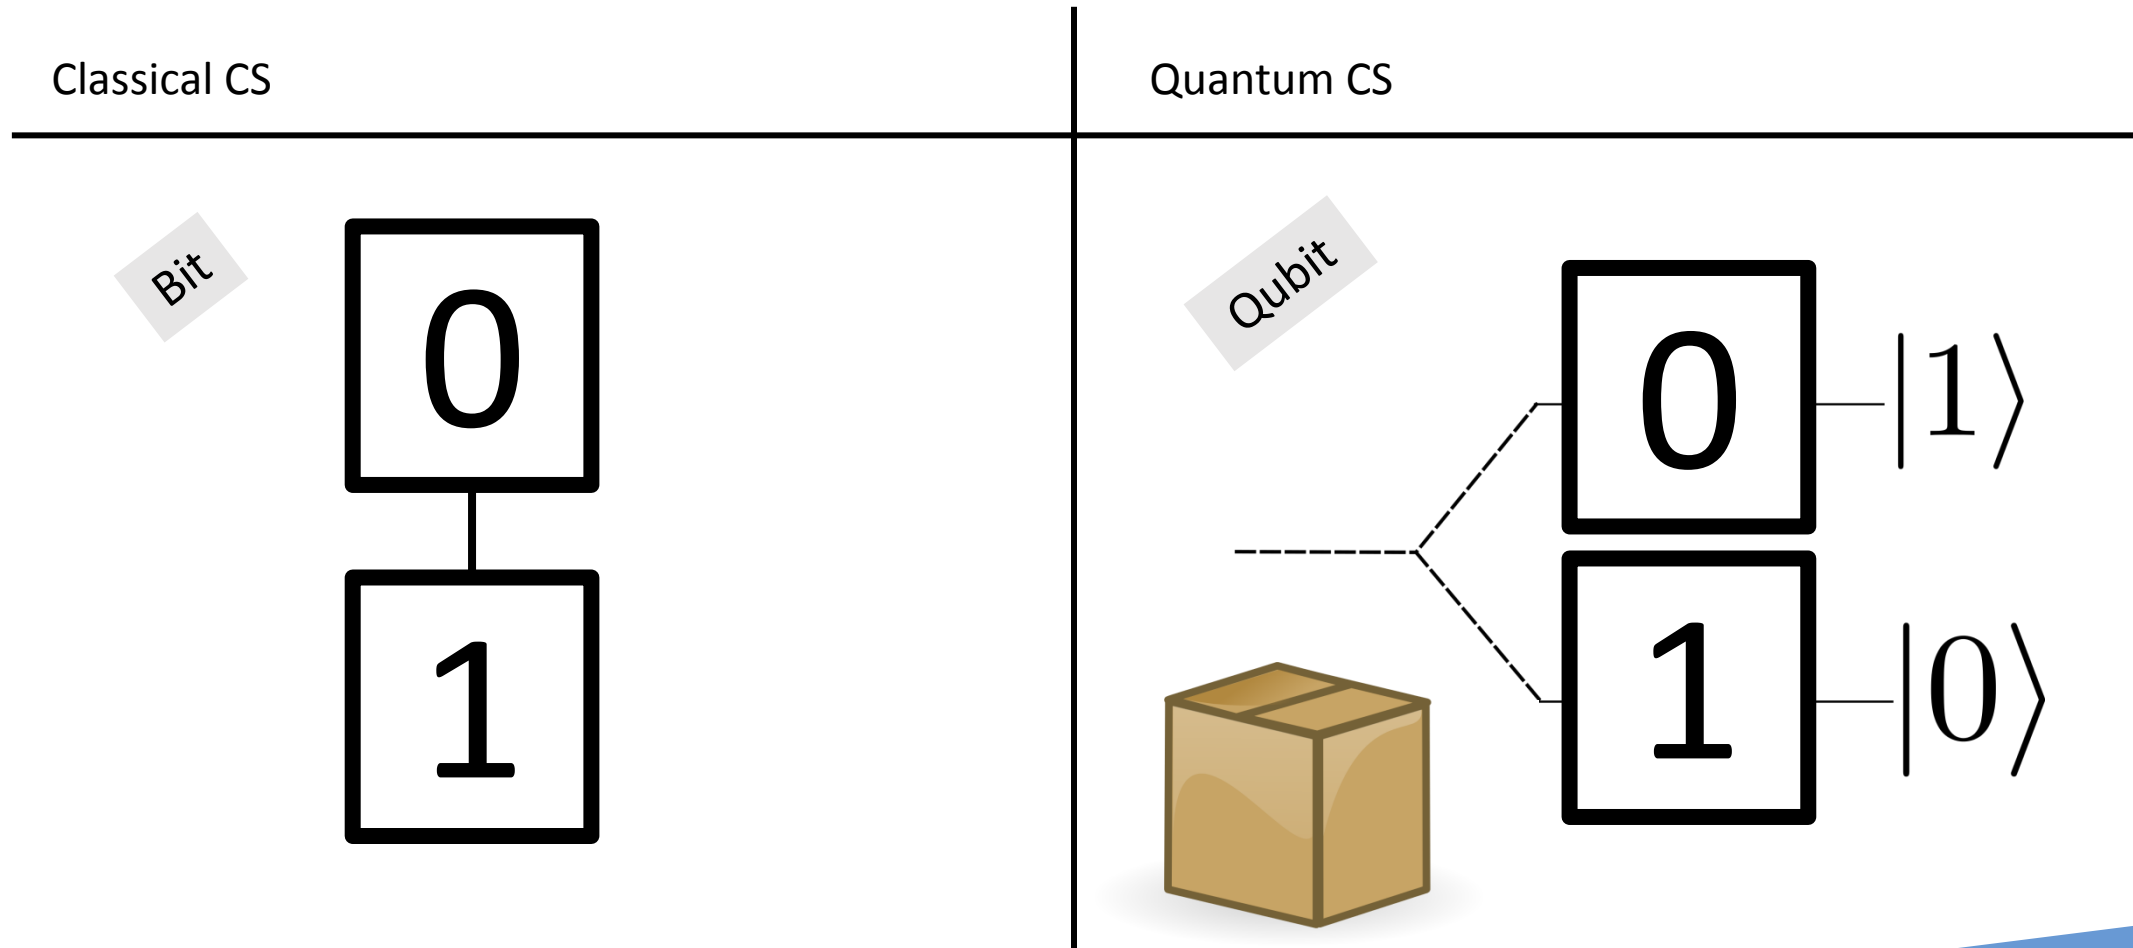 Classical CS
Quantum CS
Bit
0
1
Qubit
0 |1⟩
1 |0⟩